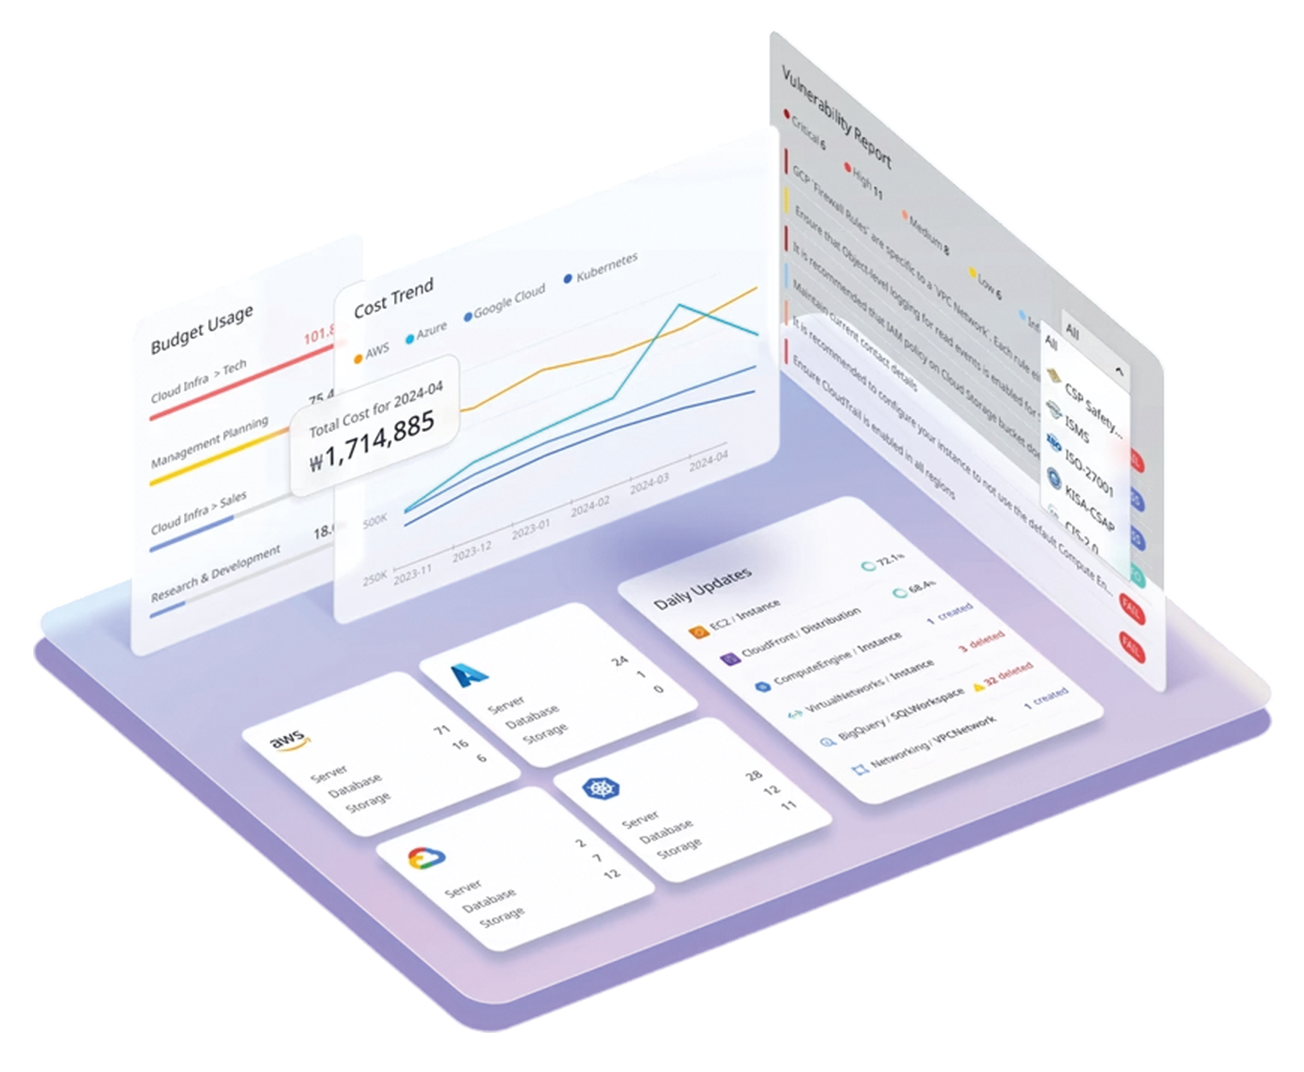 Budget Usage
Cloud Infra > Tech
101.8
Management Planning
75.4
Cloud Infra > Sales
Research & Development
18.
Cost Trend
AWS
Azure
Google Cloud
Kubernetes
Total Cost for 2024-04
₩1,714,885
500K
250K
2023-11
2023-12
2023-01
2024-02
2024-03
2024-04
Vulnerability Report
Critical 6
High 11
Medium 8
Low 6
Inf
GCP 'Firewall Rules' are specific to a 'VPC Network'. Each rule
Ensure that Object-level logging for read events is enabled for
It is recommended that IAM policy on Cloud Storage bucket
Maintain current contact details
It is recommended to configure your instance to not use the default Compute En...
Ensure CloudTrail is enabled in all regions
All
All
CSP Safety...
ISMS
ISO-27001
KISA-CSAP
CIS-2.0
FAIL
FAIL
Daily Updates
EC2 / Instance
72.1%
CloudFront / Distribution
68.4%
ComputeEngine / Instance
1 created
VirtualNetworks / Instance
3 deleted
BigQuery / SQLWorkspace
32 deleted
Networking / VPCNetwork
1 created
aws
Server 71
Database 16
Storage 6
Server 24
Database 1
Storage 0
Server 2
Database 7
Storage 12
Server 28
Database 12
Storage 11